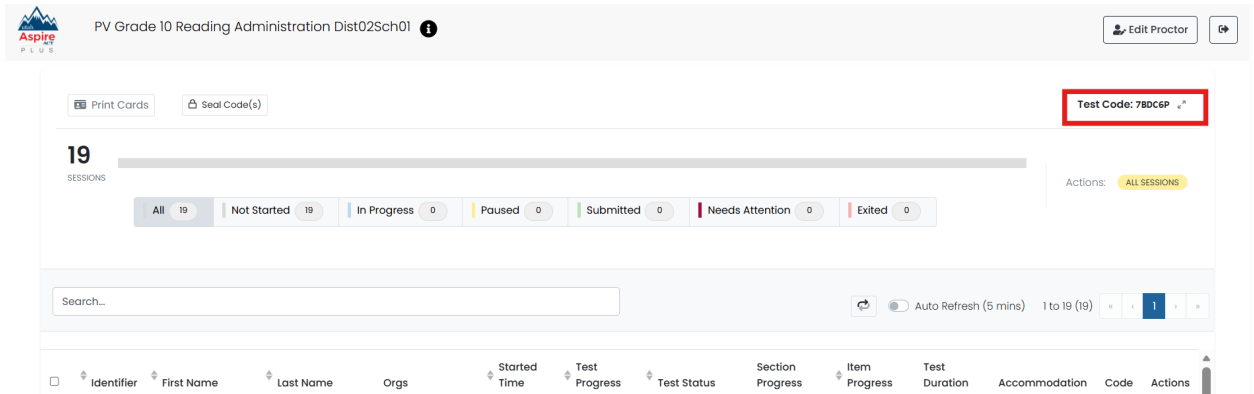 Utah
Aspire
ACT
PLUS
PV Grade 10 Reading Administration Dist02Sch01
Edit Proctor
Print Cards
Seal Code(s)
Test Code: 7BDC6P
19
SESSIONS
Actions: ALL SESSIONS
All 19 Not Started 19 In Progress 0 Paused 0 Submitted 0 Needs Attention 0 Exited 0
Search...
Auto Refresh (5 mins) 1 to 19 (19) « ‹ 1 › »
Identifier First Name Last Name Orgs Started Time Test Progress Test Status Section Progress Item Progress Test Duration Accommodation Code Actions